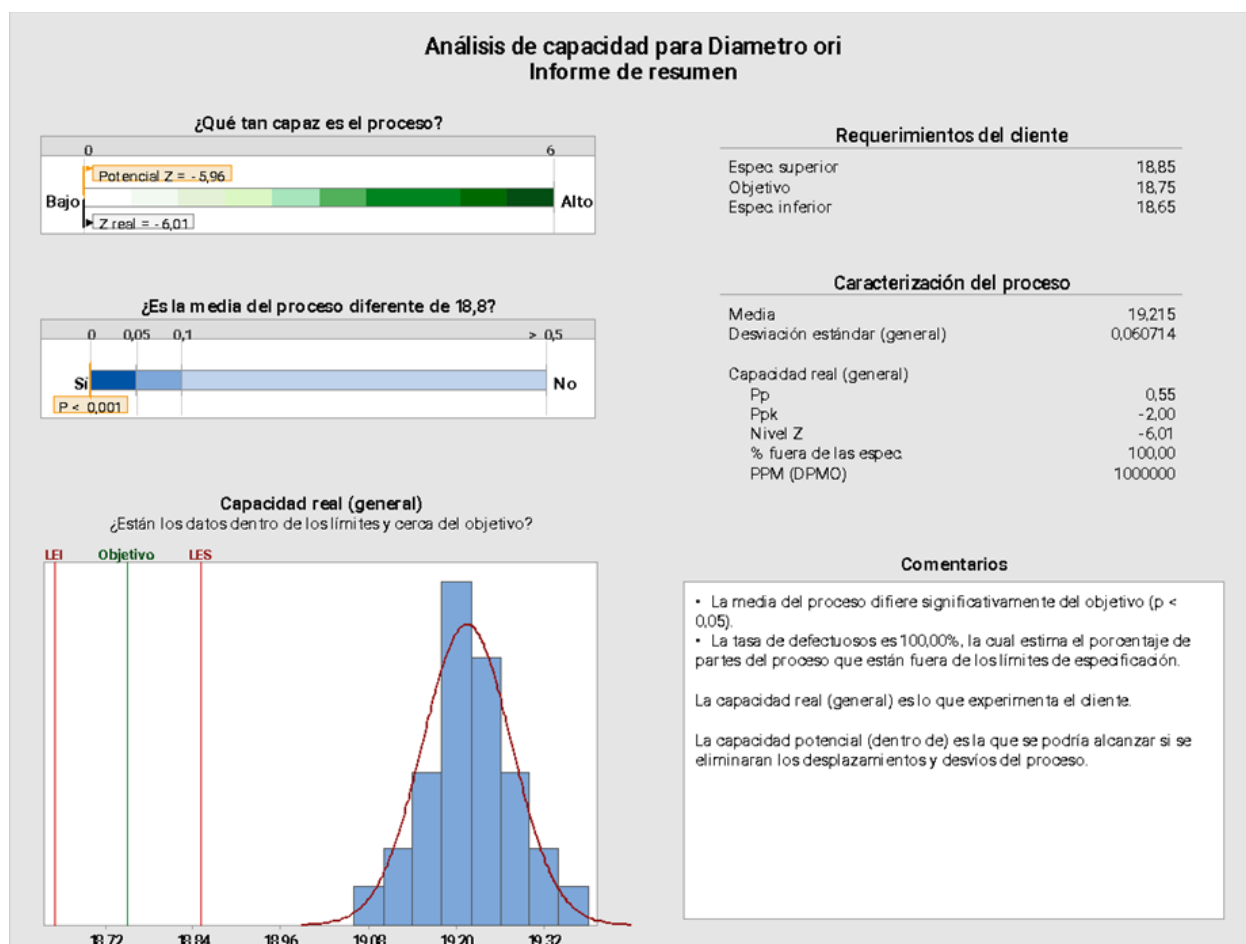 Análisis de capacidad para Diametro ori
Informe de resumen
¿Qué tan capaz es el proceso?
0 6
Potencial Z = -5,96
Bajo Alto
Z real = -6,01
¿Es la media del proceso diferente de 18,8?
0 0,05 0,1 > 0,5
Sí No
P < 0,001
Capacidad real (general)
¿Están los datos dentro de los límites y cerca del objetivo?
LEI Objetivo LES
18,72 18,84 18,96 19,08 19,20 19,32
Requerimientos del cliente
Espec. superior 18,85
Objetivo 18,75
Espec. inferior 18,65
Caracterización del proceso
Media 19,215
Desviación estándar (general) 0,060714
Capacidad real (general)
Pp 0,55
Ppk -2,00
Nivel Z -6,01
% fuera de las espec. 100,00
PPM (DPMO) 1000000
Comentarios
• La media del proceso difiere significativamente del objetivo (p <
0,05).
• La tasa de defectuosos es 100,00%, la cual estima el porcentaje de
partes del proceso que están fuera de los límites de especificación.
La capacidad real (general) es lo que experimenta el cliente.
La capacidad potencial (dentro de) es la que se podría alcanzar si se
eliminaran los desplazamientos y desvíos del proceso.